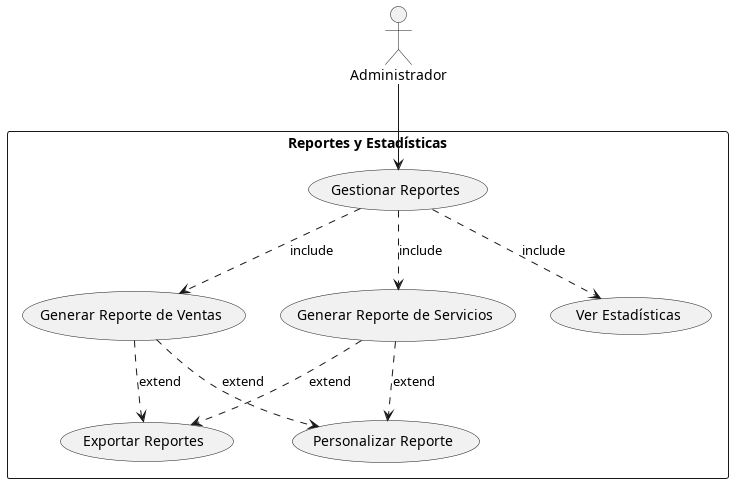 Administrador
Reportes y Estadísticas
Gestionar Reportes
include
include
include
Generar Reporte de Ventas
Generar Reporte de Servicios
Ver Estadísticas
extend
extend
extend
extend
Exportar Reportes
Personalizar Reporte